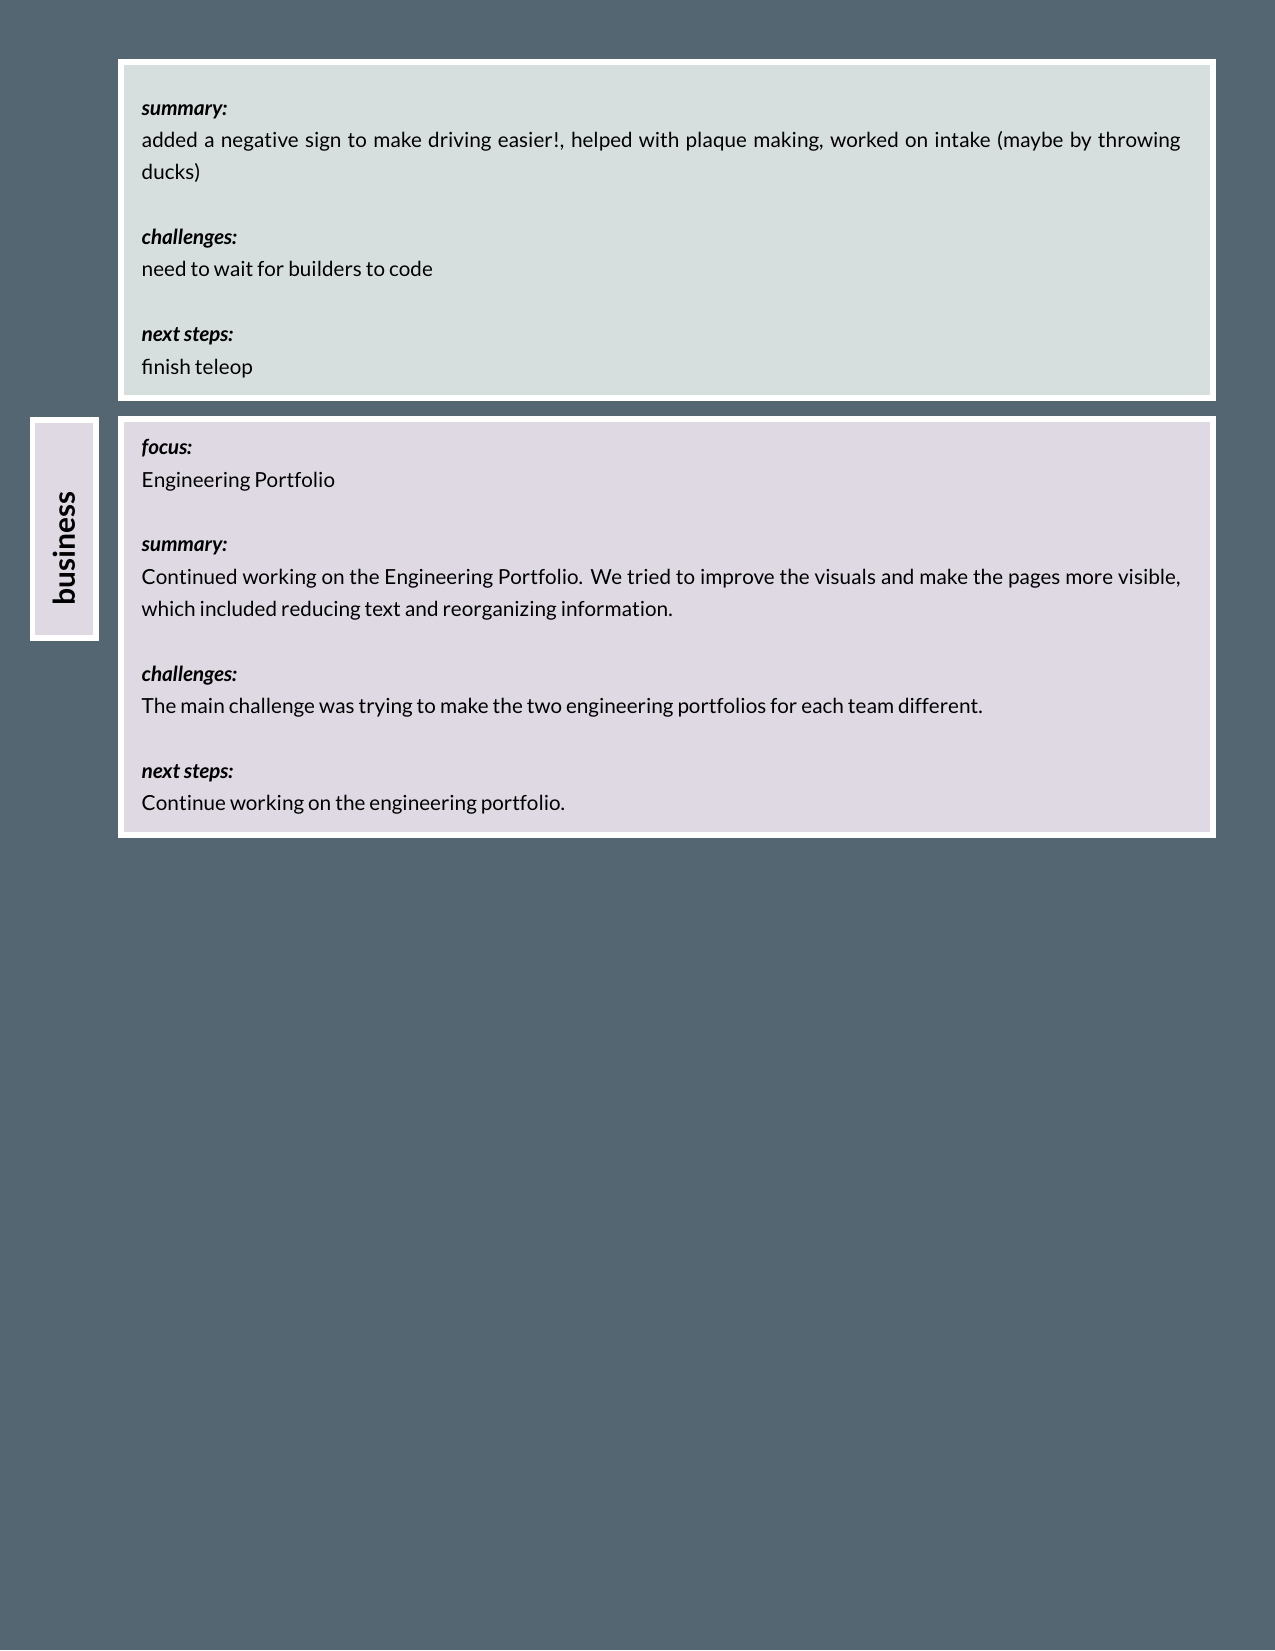 summary:
added a negative sign to make driving easier!, helped with plaque making, worked on intake (maybe by throwing
ducks)
challenges:
need to wait for builders to code
next steps:
finish teleop
business
focus:
Engineering Portfolio
summary:
Continued working on the Engineering Portfolio. We tried to improve the visuals and make the pages more visible,
which included reducing text and reorganizing information.
challenges:
The main challenge was trying to make the two engineering portfolios for each team different.
next steps:
Continue working on the engineering portfolio.